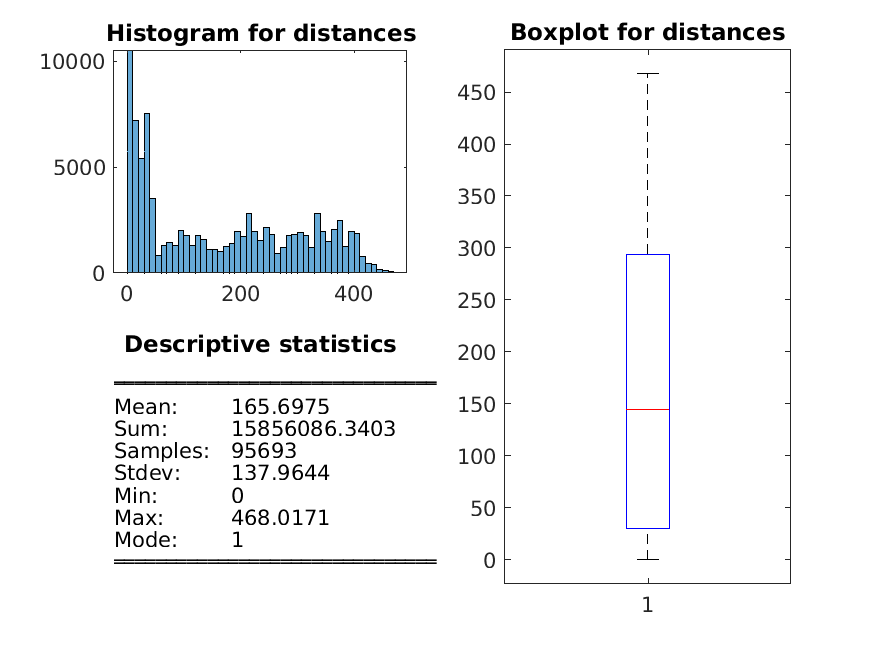 Histogram for distances
10000
5000
0
0 200 400
Descriptive statistics
Mean: 165.6975
Sum: 15856086.3403
Samples: 95693
Stdev: 137.9644
Min: 0
Max: 468.0171
Mode: 1
Boxplot for distances
450
400
350
300
250
200
150
100
50
0
1